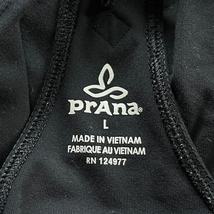 prAna
L
MADE IN VIETNAM
FABRIQUE AU VIETNAM
RN 124977